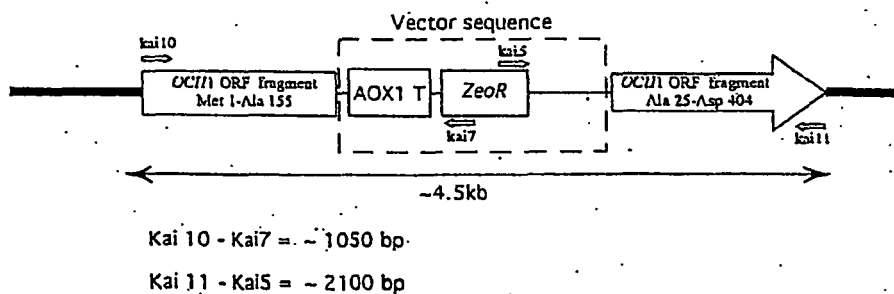 Vector sequence
kai10
kai5
OCH1 ORF fragment
Met 1-Ala 155
AOX1 T
ZeoR
OCH1 ORF fragment
Ala 25-Asp 404
kai7
kai11
~4.5kb
Kai 10 - Kai7 = ~ 1050 bp
Kai 11 - Kai5 = ~ 2100 bp